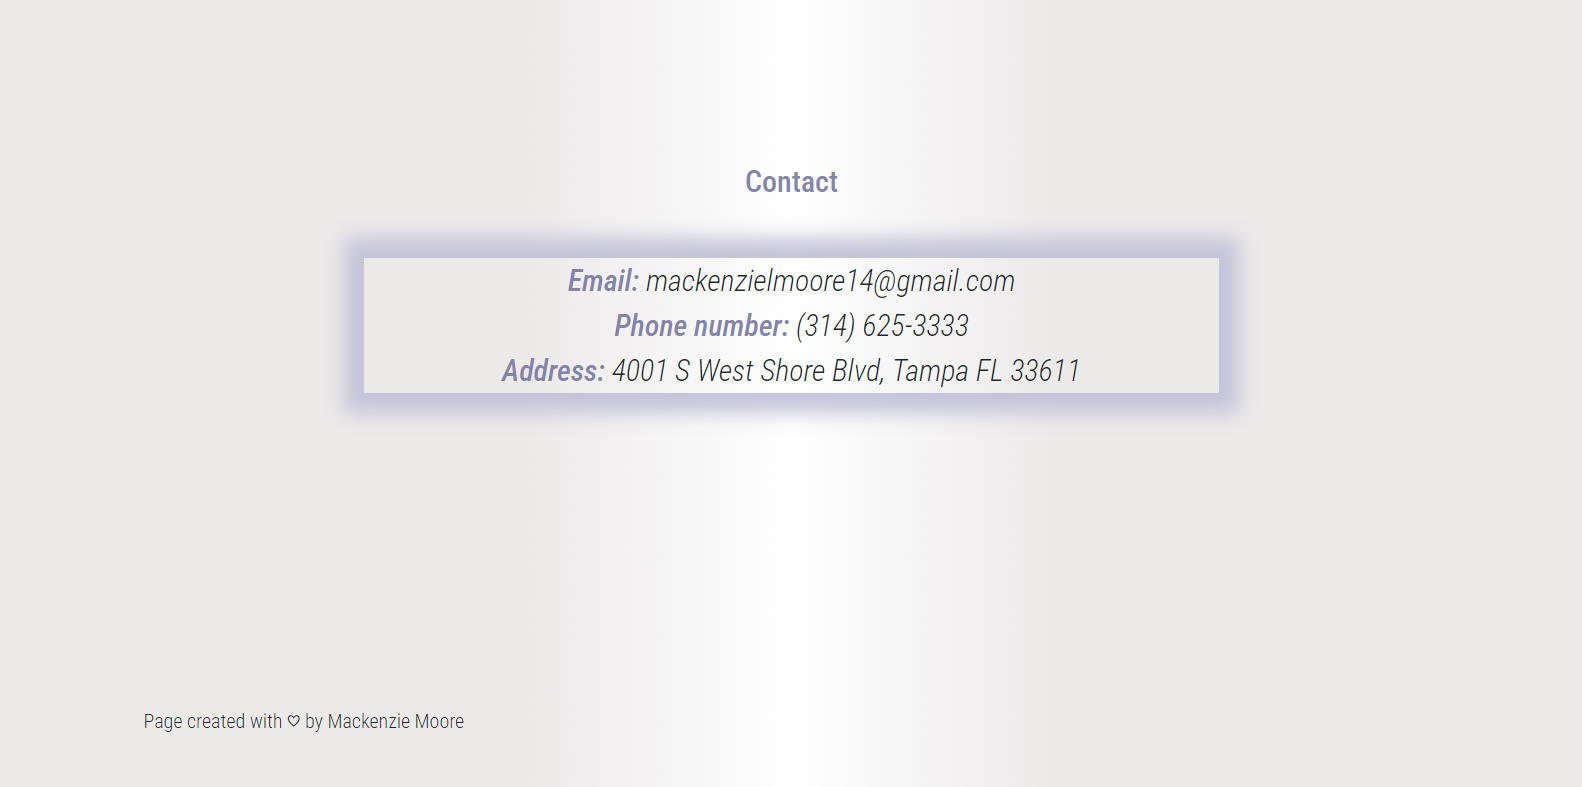 Contact
Email: mackenzielmoore14@gmail.com
Phone number: (314) 625-3333
Address: 4001 S West Shore Blvd, Tampa FL 33611
Page created with ♡ by Mackenzie Moore